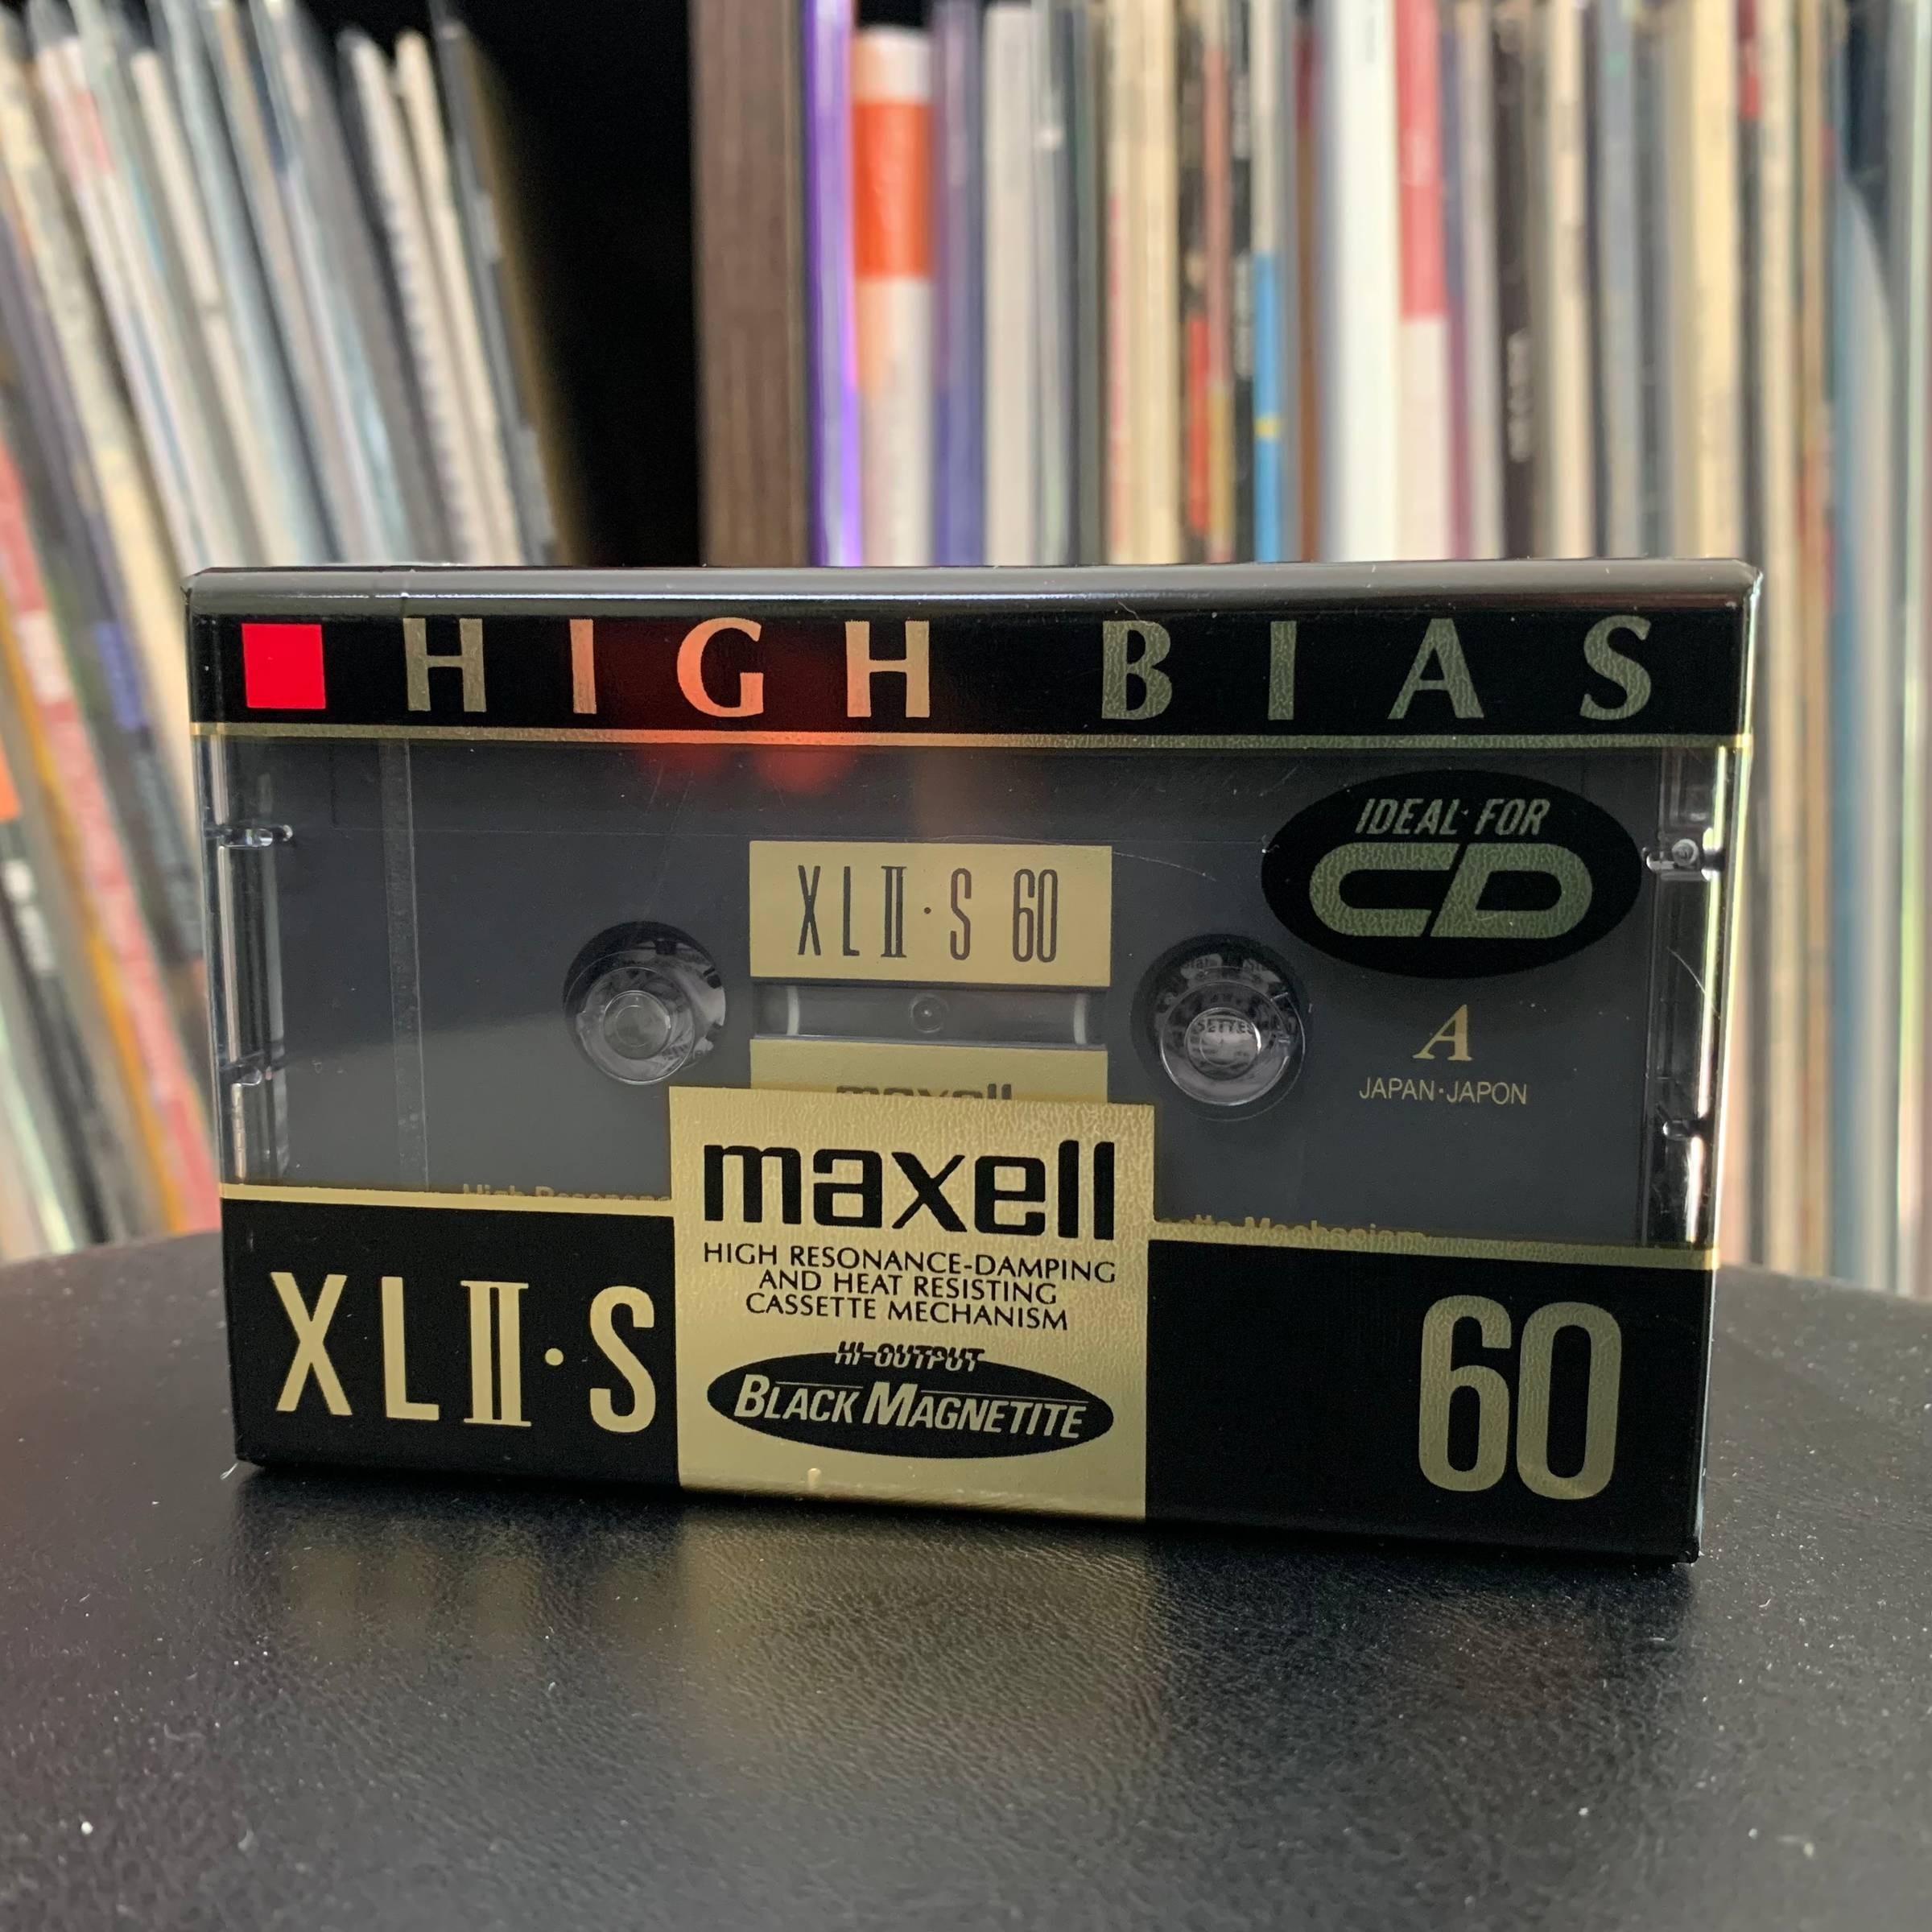 HIGH BIAS
IDEAL FOR
CD
XLII·S 60
A
JAPAN·JAPON
maxell
maxell
HIGH RESONANCE-DAMPING
AND HEAT RESISTING
CASSETTE MECHANISM
HI-OUTPUT
BLACK MAGNETITE
XLII·S
60